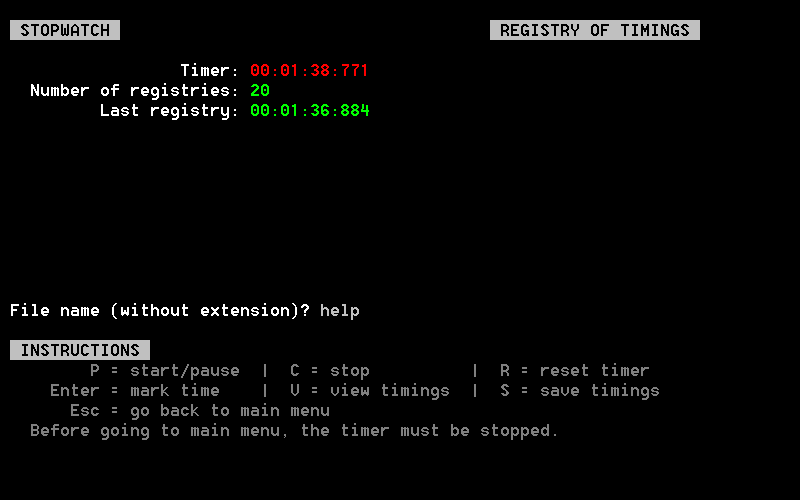 STOPWATCH REGISTRY OF TIMINGS
Timer: 00:01:38:771
Number of registries: 20
Last registry: 00:01:36:884
File name (without extension)? help
INSTRUCTIONS
P = start/pause | C = stop | R = reset timer
Enter = mark time | V = view timings | S = save timings
Esc = go back to main menu
Before going to main menu, the timer must be stopped.